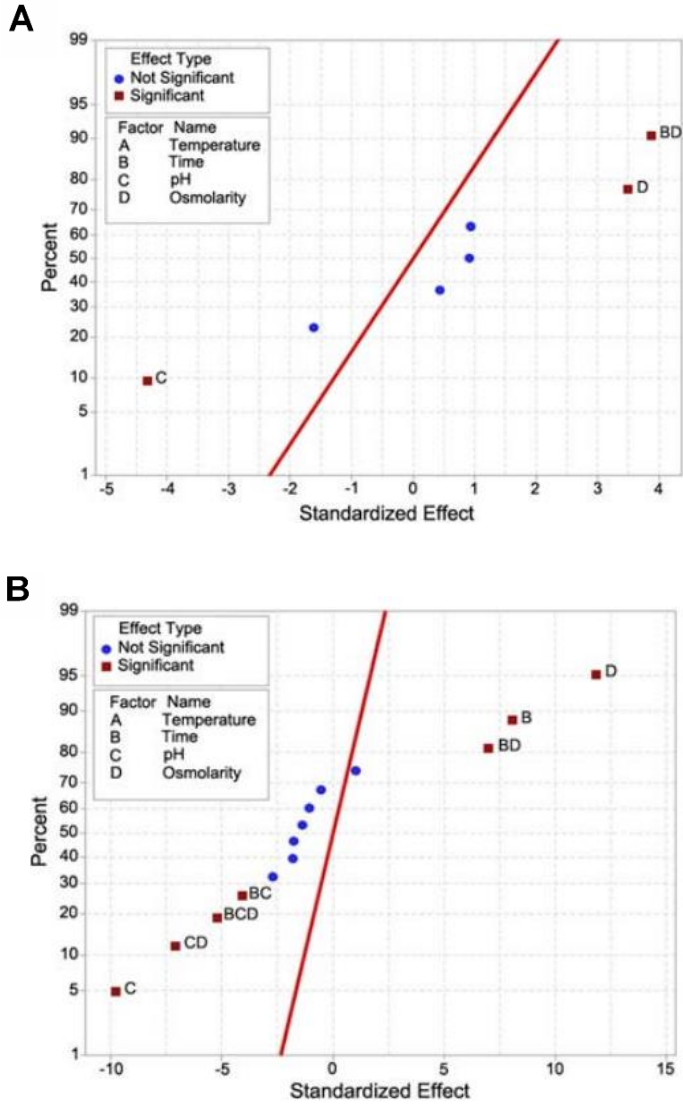 A
99
95
90
80
70
60
50
40
30
20
10
5
1
Percent
Effect Type
Not Significant
Significant
Factor Name
A Temperature
B Time
C pH
D Osmolarity
BD
D
C
-5 -4 -3 -2 -1 0 1 2 3 4
Standardized Effect
B
99
95
90
80
70
60
50
40
30
20
10
5
1
Percent
Effect Type
Not Significant
Significant
Factor Name
A Temperature
B Time
C pH
D Osmolarity
D
B
BD
BC
BCD
CD
C
-10 -5 0 5 10 15
Standardized Effect